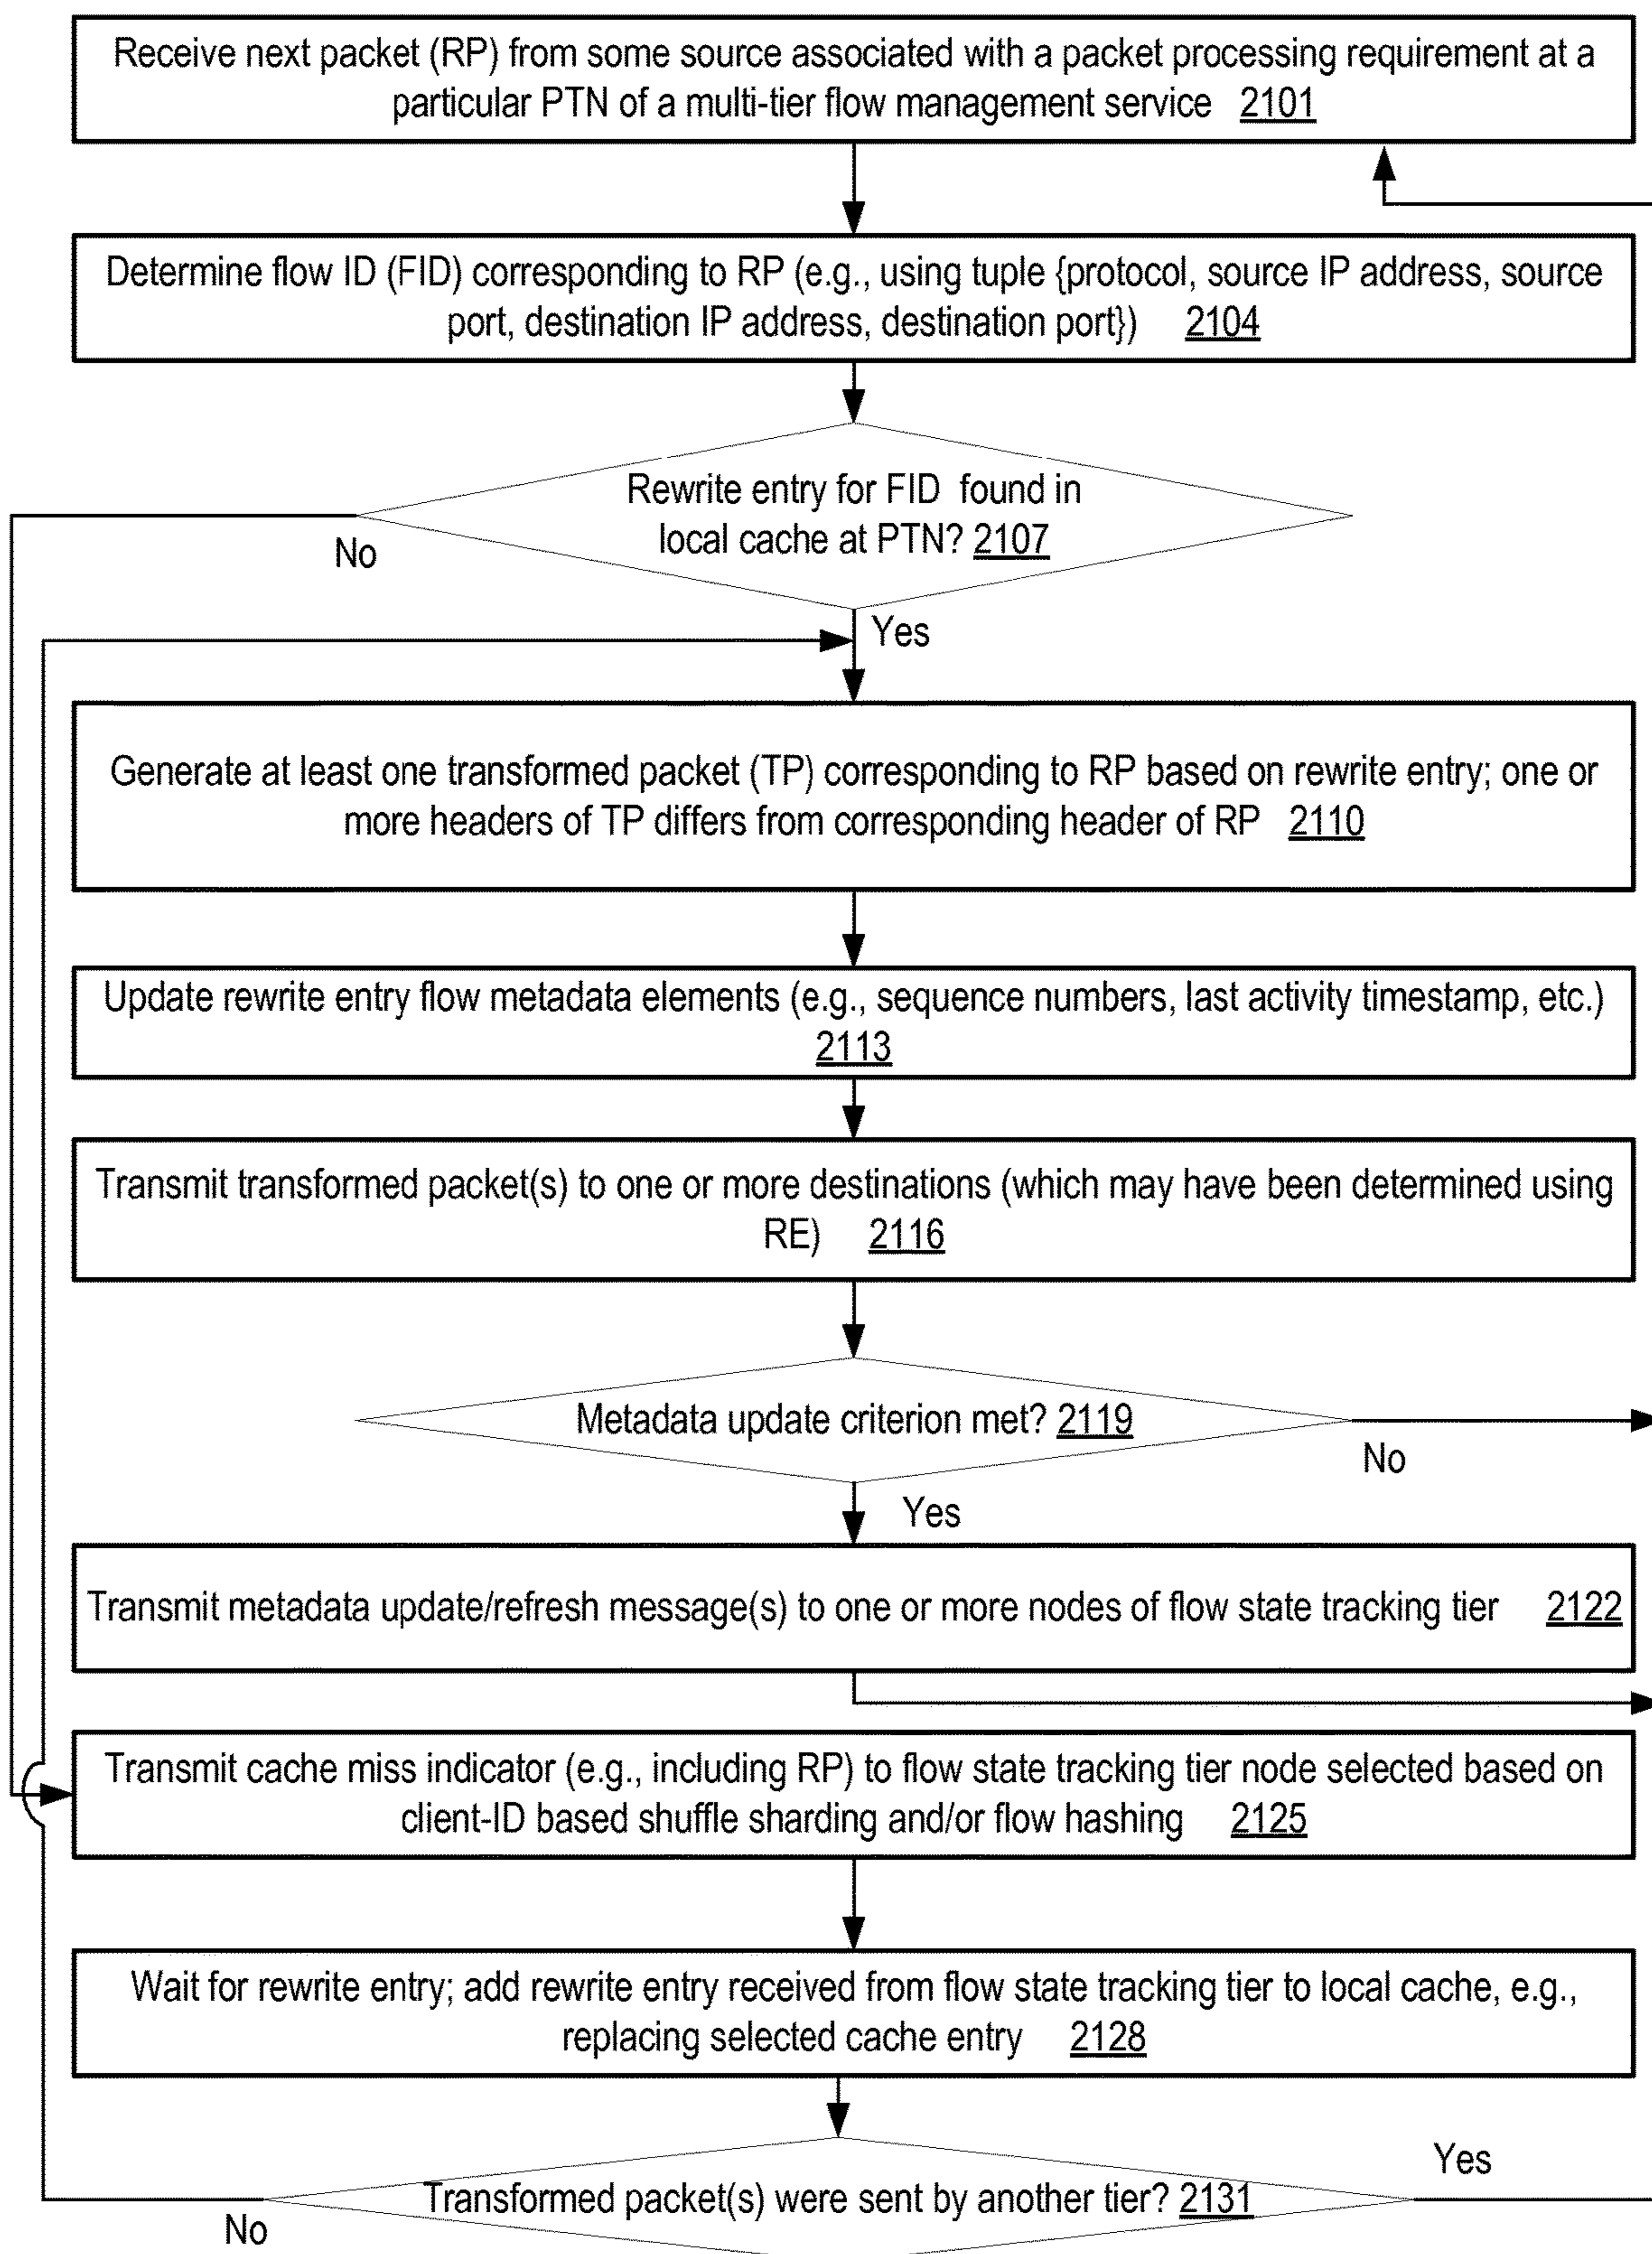 Receive next packet (RP) from some source associated with a packet processing requirement at a
particular PTN of a multi-tier flow management service 2101
Determine flow ID (FID) corresponding to RP (e.g., using tuple {protocol, source IP address, source
port, destination IP address, destination port}) 2104
Rewrite entry for FID found in
local cache at PTN? 2107
No
Yes
Generate at least one transformed packet (TP) corresponding to RP based on rewrite entry; one or
more headers of TP differs from corresponding header of RP 2110
Update rewrite entry flow metadata elements (e.g., sequence numbers, last activity timestamp, etc.)
2113
Transmit transformed packet(s) to one or more destinations (which may have been determined using
RE) 2116
Metadata update criterion met? 2119
No
Yes
Transmit metadata update/refresh message(s) to one or more nodes of flow state tracking tier 2122
Transmit cache miss indicator (e.g., including RP) to flow state tracking tier node selected based on
client-ID based shuffle sharding and/or flow hashing 2125
Wait for rewrite entry; add rewrite entry received from flow state tracking tier to local cache, e.g.,
replacing selected cache entry 2128
Yes
Transformed packet(s) were sent by another tier? 2131
No